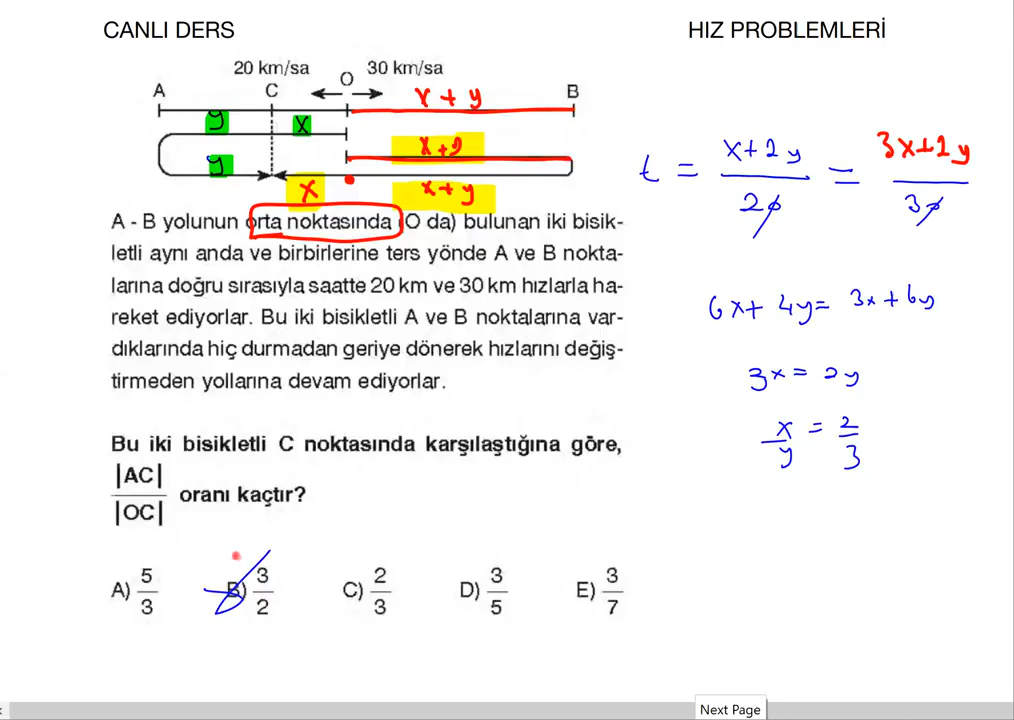 CANLI DERS
HIZ PROBLEMLERİ
20 km/sa 30 km/sa
A C O B
x + y
y x
x+y
y
x x+y
t = x+2y / 20 = 3x+2y / 30
A - B yolunun orta noktasında (O da) bulunan iki bisik-
letli aynı anda ve birbirlerine ters yönde A ve B nokta-
larına doğru sırasıyla saatte 20 km ve 30 km hızlarla ha-
reket ediyorlar. Bu iki bisikletli A ve B noktalarına var-
dıklarında hiç durmadan geriye dönerek hızlarını değiş-
tirmeden yollarına devam ediyorlar.
6x+ 4y= 3x+6y
3x = 2y
x / y = 2 / 3
Bu iki bisikletli C noktasında karşılaştığına göre,
|AC| / |OC| oranı kaçtır?
A) 5/3 B) 3/2 C) 2/3 D) 3/5 E) 3/7
Next Page